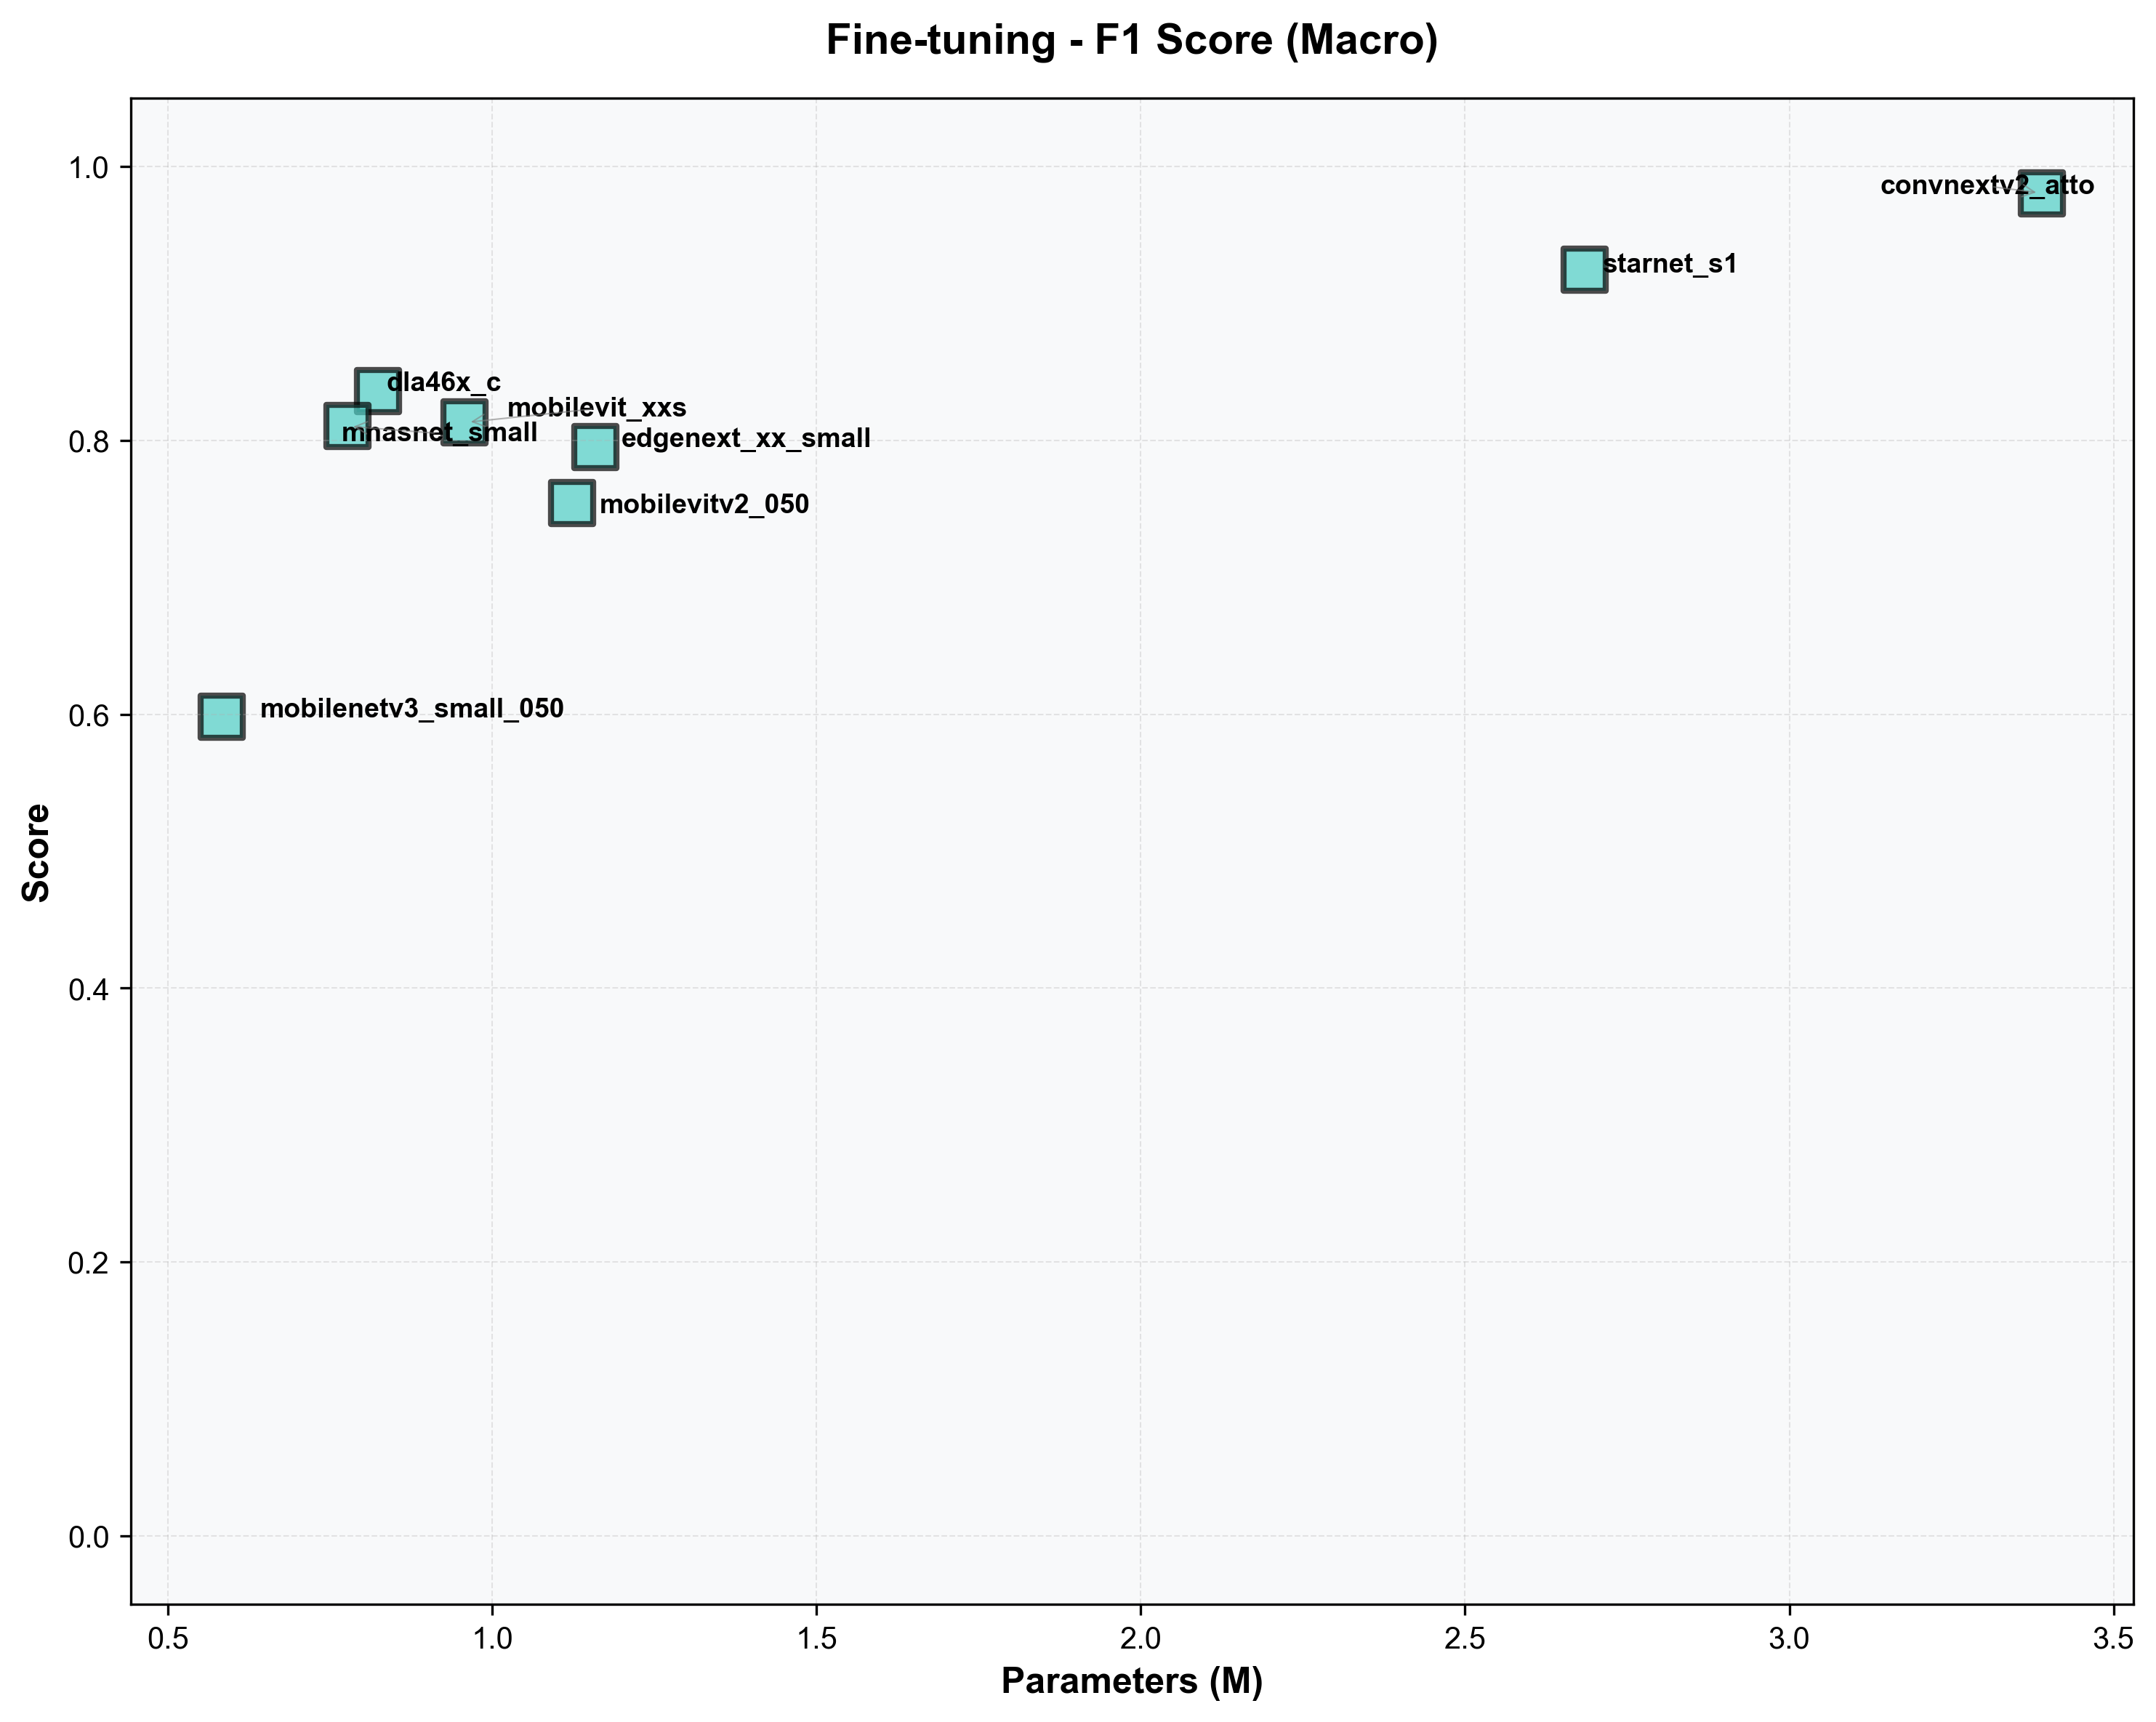 Fine-tuning - F1 Score (Macro)
1.0
convnextv2_atto
starnet_s1
dla46x_c
mobilevit_xxs
mnasnet_small
0.8
edgenext_xx_small
mobilevitv2_050
mobilenetv3_small_050
0.6
Score
0.4
0.2
0.0
0.5 1.0 1.5 2.0 2.5 3.0 3.5
Parameters (M)